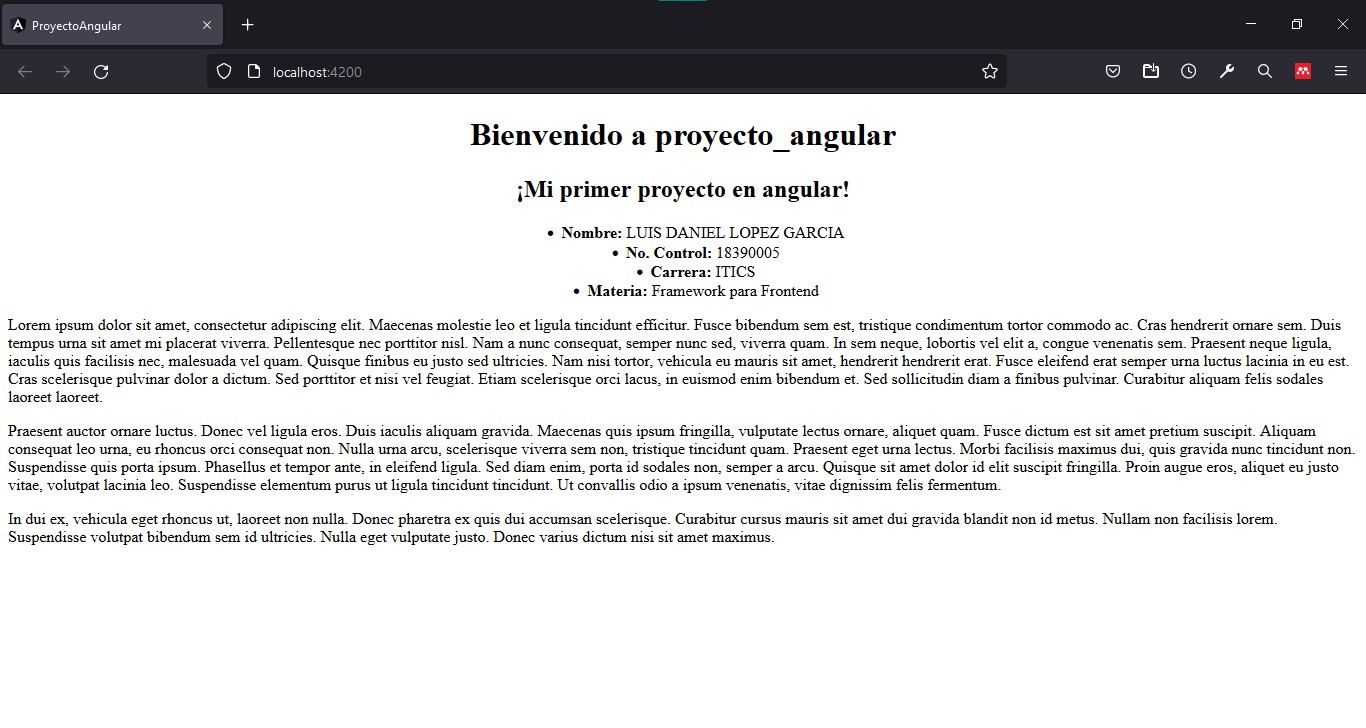 ProyectoAngular
localhost:4200
Bienvenido a proyecto_angular
¡Mi primer proyecto en angular!
• Nombre: LUIS DANIEL LOPEZ GARCIA
• No. Control: 18390005
• Carrera: ITICS
• Materia: Framework para Frontend
Lorem ipsum dolor sit amet, consectetur adipiscing elit. Maecenas molestie leo et ligula tincidunt efficitur. Fusce bibendum sem est, tristique condimentum tortor commodo ac. Cras hendrerit ornare sem. Duis
tempus urna sit amet mi placerat viverra. Pellentesque nec porttitor nisl. Nam a nunc consequat, semper nunc sed, viverra quam. In sem neque, lobortis vel elit a, congue venenatis sem. Praesent neque ligula,
iaculis quis facilisis nec, malesuada vel quam. Quisque finibus eu justo sed ultricies. Nam nisi tortor, vehicula eu mauris sit amet, hendrerit hendrerit erat. Fusce eleifend erat semper urna luctus lacinia in eu est.
Cras scelerisque pulvinar dolor a dictum. Sed porttitor et nisi vel feugiat. Etiam scelerisque orci lacus, in euismod enim bibendum et. Sed sollicitudin diam a finibus pulvinar. Curabitur aliquam felis sodales
laoreet laoreet.
Praesent auctor ornare luctus. Donec vel ligula eros. Duis iaculis aliquam gravida. Maecenas quis ipsum fringilla, vulputate lectus ornare, aliquet quam. Fusce dictum est sit amet pretium suscipit. Aliquam
consequat leo urna, eu rhoncus orci consequat non. Nulla urna arcu, scelerisque viverra sem non, tristique tincidunt quam. Praesent eget urna lectus. Morbi facilisis maximus dui, quis gravida nunc tincidunt non.
Suspendisse quis porta ipsum. Phasellus et tempor ante, in eleifend ligula. Sed diam enim, porta id sodales non, semper a arcu. Quisque sit amet dolor id elit suscipit fringilla. Proin augue eros, aliquet eu justo
vitae, volutpat lacinia leo. Suspendisse elementum purus ut ligula tincidunt tincidunt. Ut convallis odio a ipsum venenatis, vitae dignissim felis fermentum.
In dui ex, vehicula eget rhoncus ut, laoreet non nulla. Donec pharetra ex quis dui accumsan scelerisque. Curabitur cursus mauris sit amet dui gravida blandit non id metus. Nullam non facilisis lorem.
Suspendisse volutpat bibendum sem id ultricies. Nulla eget vulputate justo. Donec varius dictum nisi sit amet maximus.